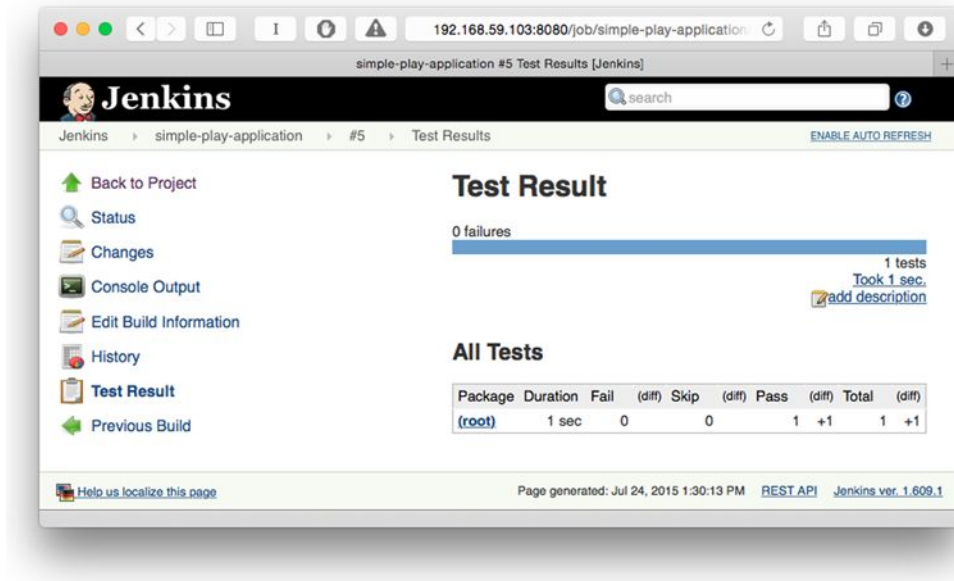 I
192.168.59.103:8080/job/simple-play-application
simple-play-application #5 Test Results [Jenkins]
+
Jenkins
search
?
Jenkins simple-play-application #5 Test Results
ENABLE AUTO REFRESH
Back to Project
Status
Changes
Console Output
Edit Build Information
History
Test Result
Previous Build
Test Result
0 failures
1 tests
Took 1 sec.
add description
All Tests
Package Duration Fail (diff) Skip (diff) Pass (diff) Total (diff)
(root) 1 sec 0 0 1 +1 1 +1
Help us localize this page
Page generated: Jul 24, 2015 1:30:13 PM REST API Jenkins ver. 1.609.1